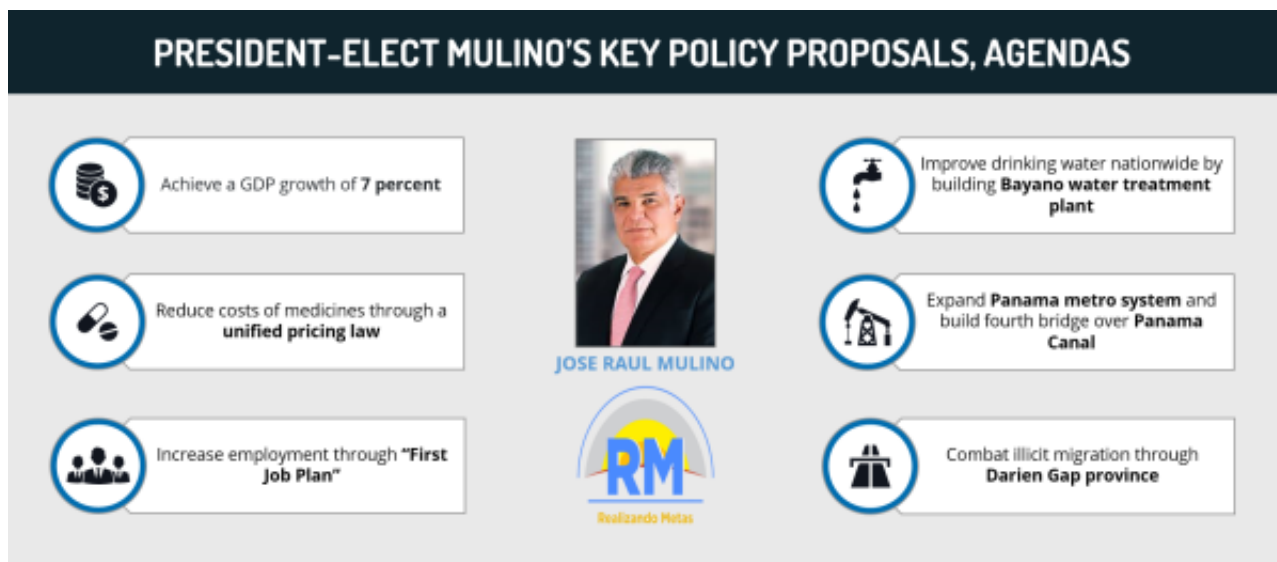 PRESIDENT-ELECT MULINO'S KEY POLICY PROPOSALS, AGENDAS
Achieve a GDP growth of 7 percent
Reduce costs of medicines through a
unified pricing law
Increase employment through “First
Job Plan”
JOSE RAUL MULINO
RM
Realizando Metas
Improve drinking water nationwide by
building Bayano water treatment
plant
Expand Panama metro system and
build fourth bridge over Panama
Canal
Combat illicit migration through
Darien Gap province